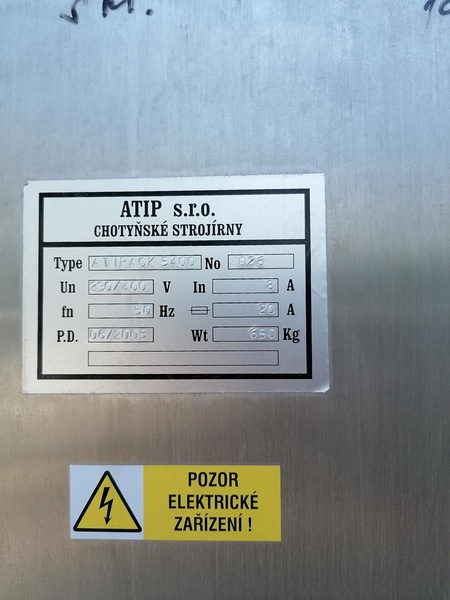 ATIP s.r.o.
CHOTYŇSKÉ STROJÍRNY
Type ATTPACK 5400 No 026
Un 230/400 V In 8 A
fn 50 Hz 20 A
P.D. 06/2005 Wt 650 Kg
POZOR
ELEKTRICKÉ
ZAŘÍZENÍ !